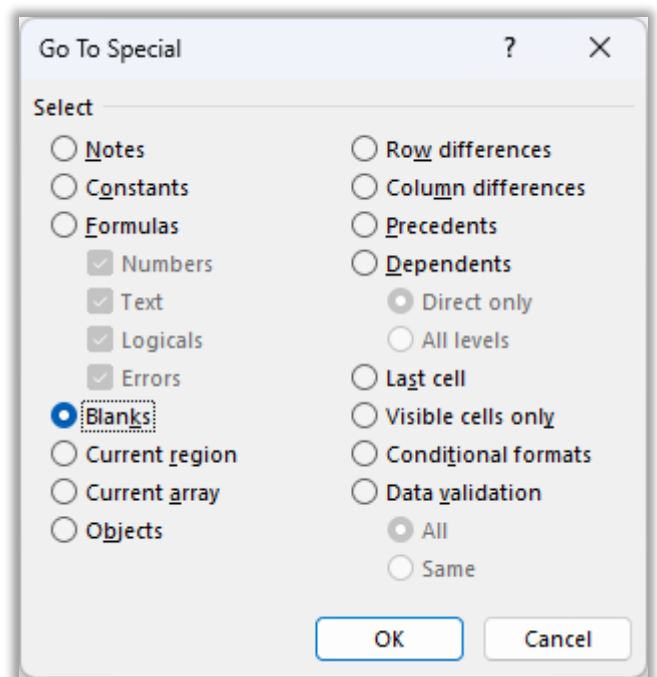 Go To Special ?
Select
Notes
Constants
Formulas
Numbers
Text
Logicals
Errors
Blanks
Current region
Current array
Objects
Row differences
Column differences
Precedents
Dependents
Direct only
All levels
Last cell
Visible cells only
Conditional formats
Data validation
All
Same
OK Cancel